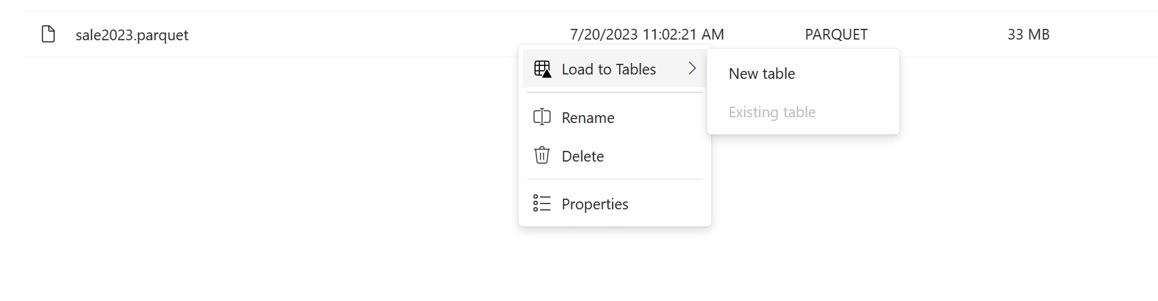 sale2023.parquet 7/20/2023 11:02:21 AM PARQUET 33 MB
Load to Tables
New table
Existing table
Rename
Delete
Properties